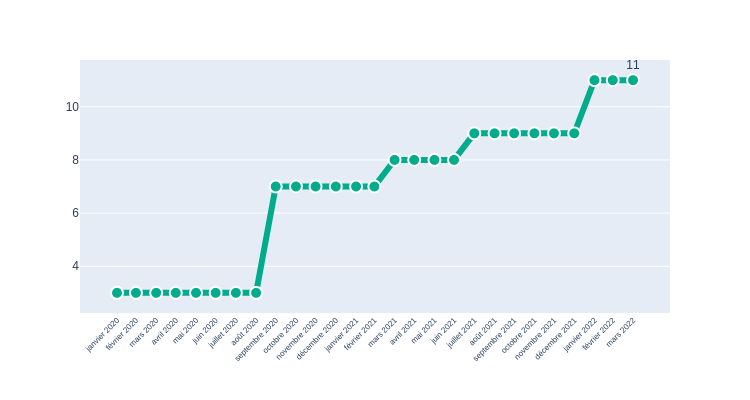 11
10
8
6
4
janvier 2020
février 2020
mars 2020
avril 2020
mai 2020
juin 2020
juillet 2020
août 2020
septembre 2020
octobre 2020
novembre 2020
décembre 2020
janvier 2021
février 2021
mars 2021
avril 2021
mai 2021
juin 2021
juillet 2021
août 2021
septembre 2021
octobre 2021
novembre 2021
décembre 2021
janvier 2022
février 2022
mars 2022